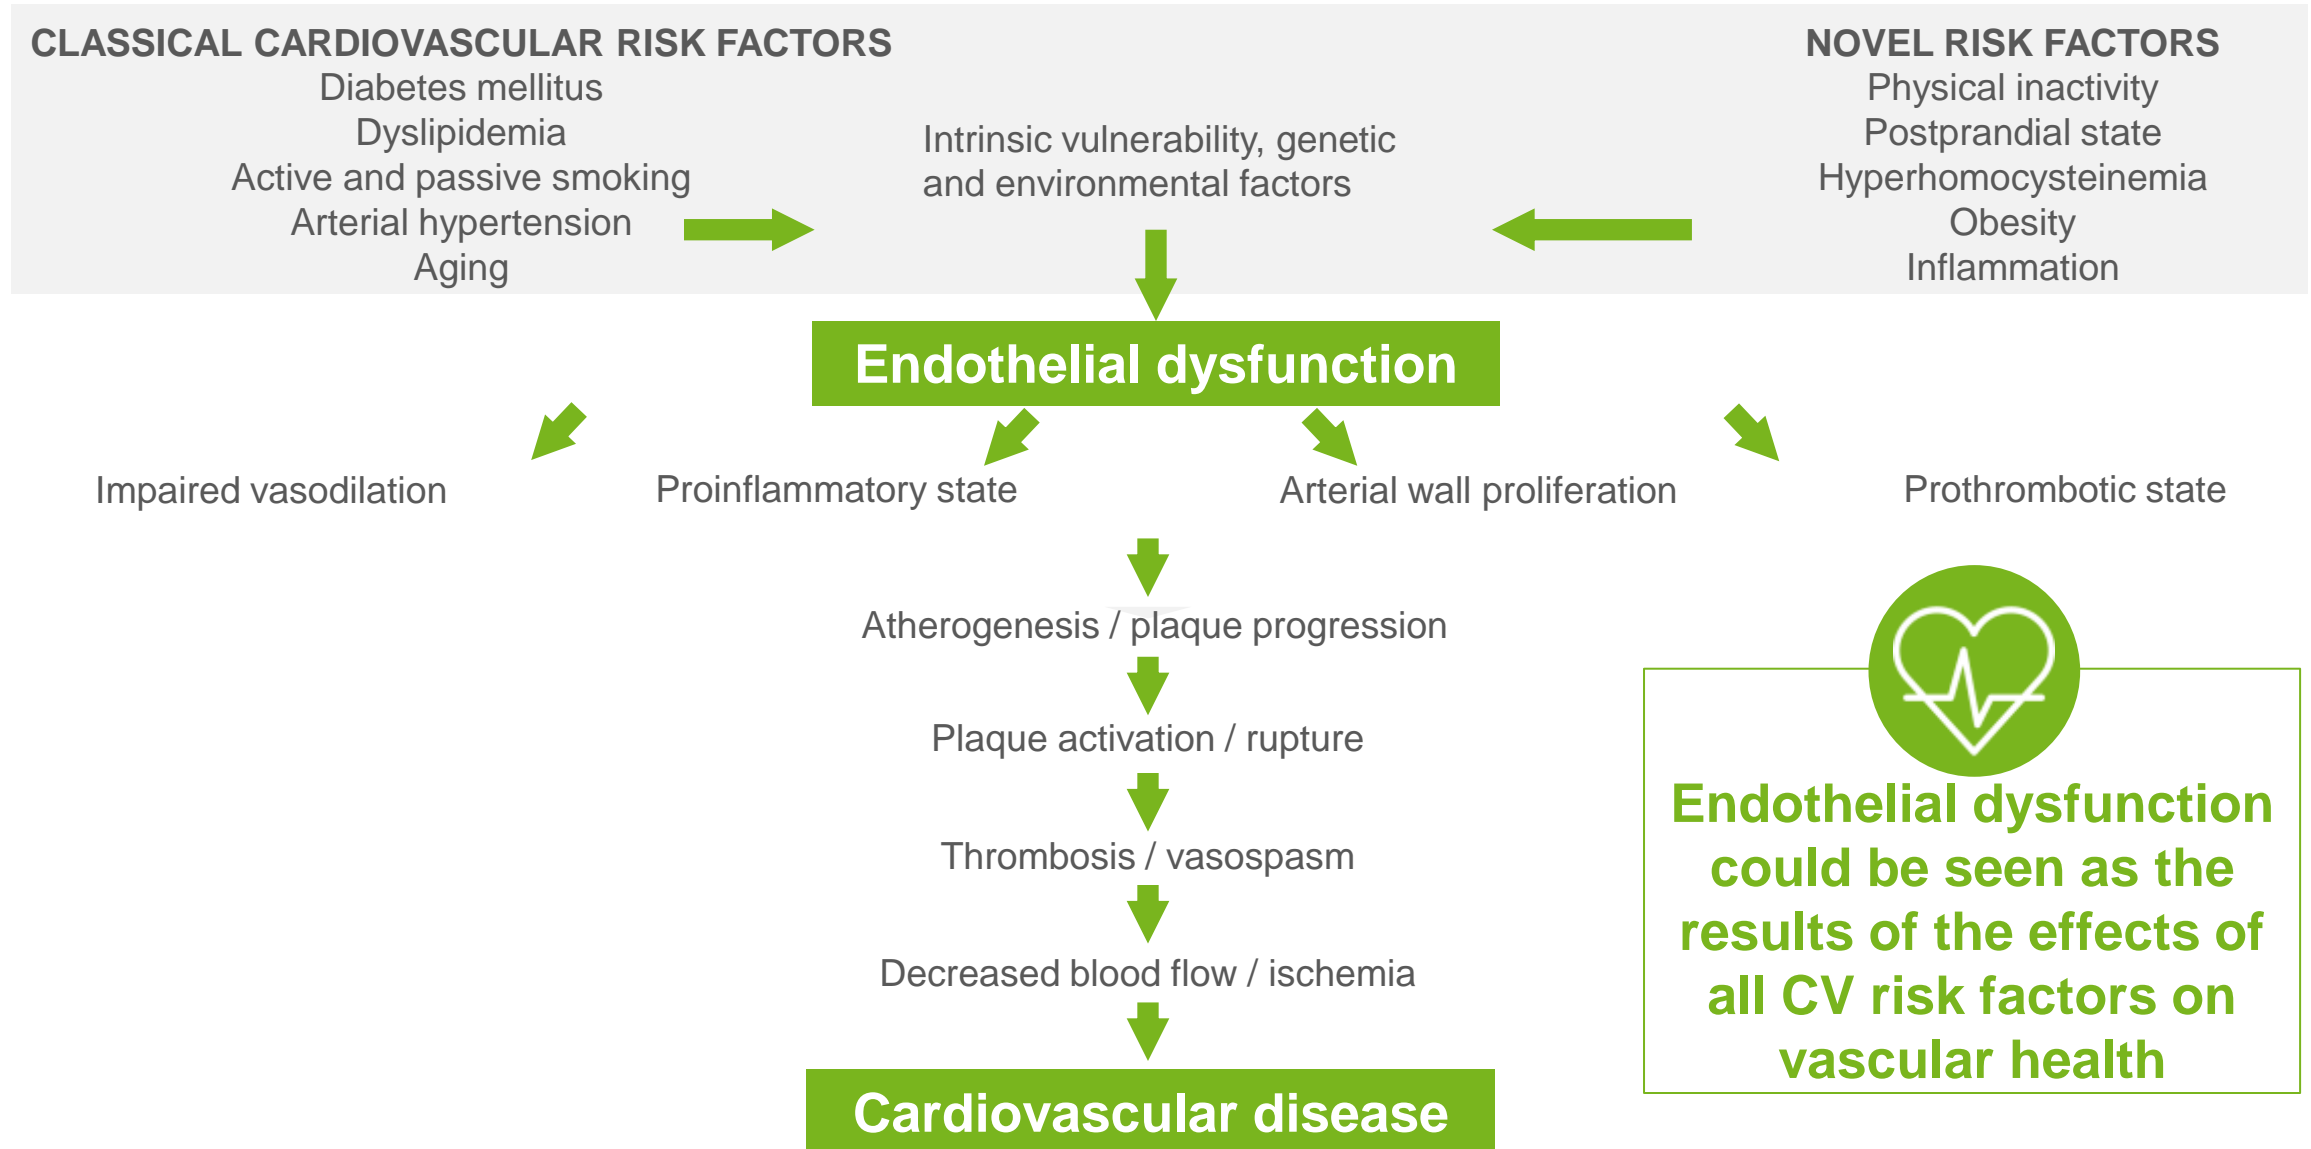 CLASSICAL CARDIOVASCULAR RISK FACTORS
Diabetes mellitus
Dyslipidemia
Active and passive smoking
Arterial hypertension
Aging
Intrinsic vulnerability, genetic
and environmental factors
NOVEL RISK FACTORS
Physical inactivity
Postprandial state
Hyperhomocysteinemia
Obesity
Inflammation
Endothelial dysfunction
Impaired vasodilation
Proinflammatory state
Arterial wall proliferation
Prothrombotic state
Atherogenesis / plaque progression
Plaque activation / rupture
Thrombosis / vasospasm
Decreased blood flow / ischemia
Cardiovascular disease
Endothelial dysfunction
could be seen as the
results of the effects of
all CV risk factors on
vascular health